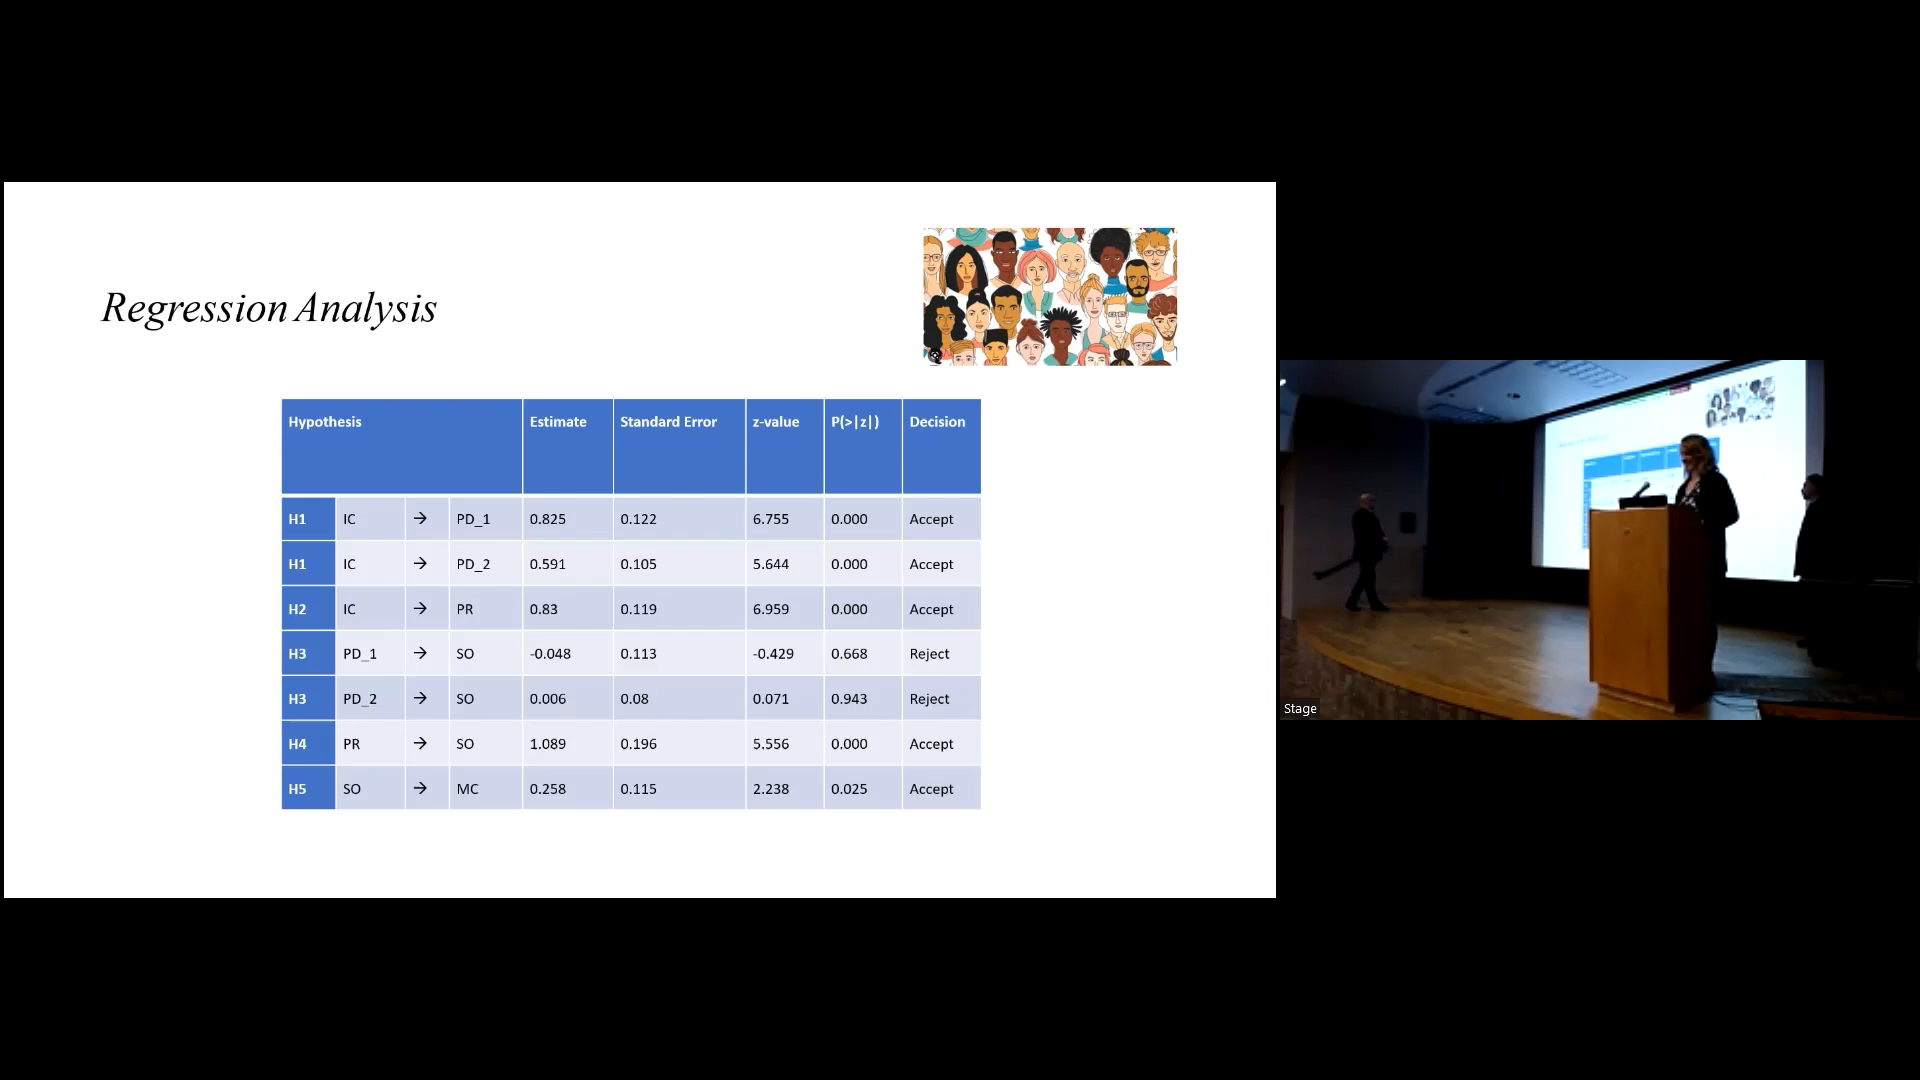 Regression Analysis
Hypothesis Estimate Standard Error z-value P(>|z|) Decision
H1 IC → PD_1 0.825 0.122 6.755 0.000 Accept
H1 IC → PD_2 0.591 0.105 5.644 0.000 Accept
H2 IC → PR 0.83 0.119 6.959 0.000 Accept
H3 PD_1 → SO -0.048 0.113 -0.429 0.668 Reject
H3 PD_2 → SO 0.006 0.08 0.071 0.943 Reject
H4 PR → SO 1.089 0.196 5.556 0.000 Accept
H5 SO → MC 0.258 0.115 2.238 0.025 Accept
Stage